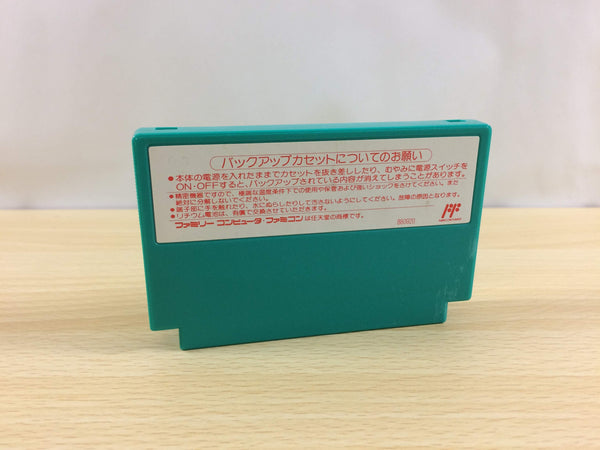 バックアップカセットについてのお願い
●本体の電源を入れたままでカセットを抜き差ししたり、むやみに電源スイッチを
ON・OFFすると、バックアップされている内容が消えてしまうことがあります。
●精密機器ですので、極端な温度条件下での使用や保管および強いショックをさけてください。また
絶対に分解しないでください。
●端子部に手を触れたり、水にぬらしたりして汚さないようにしてください。故障の原因となります。
●リチウム電池は、有償で交換させていただきます。
ファミリー コンピュータ・ファミコンは任天堂の商標です。
880920